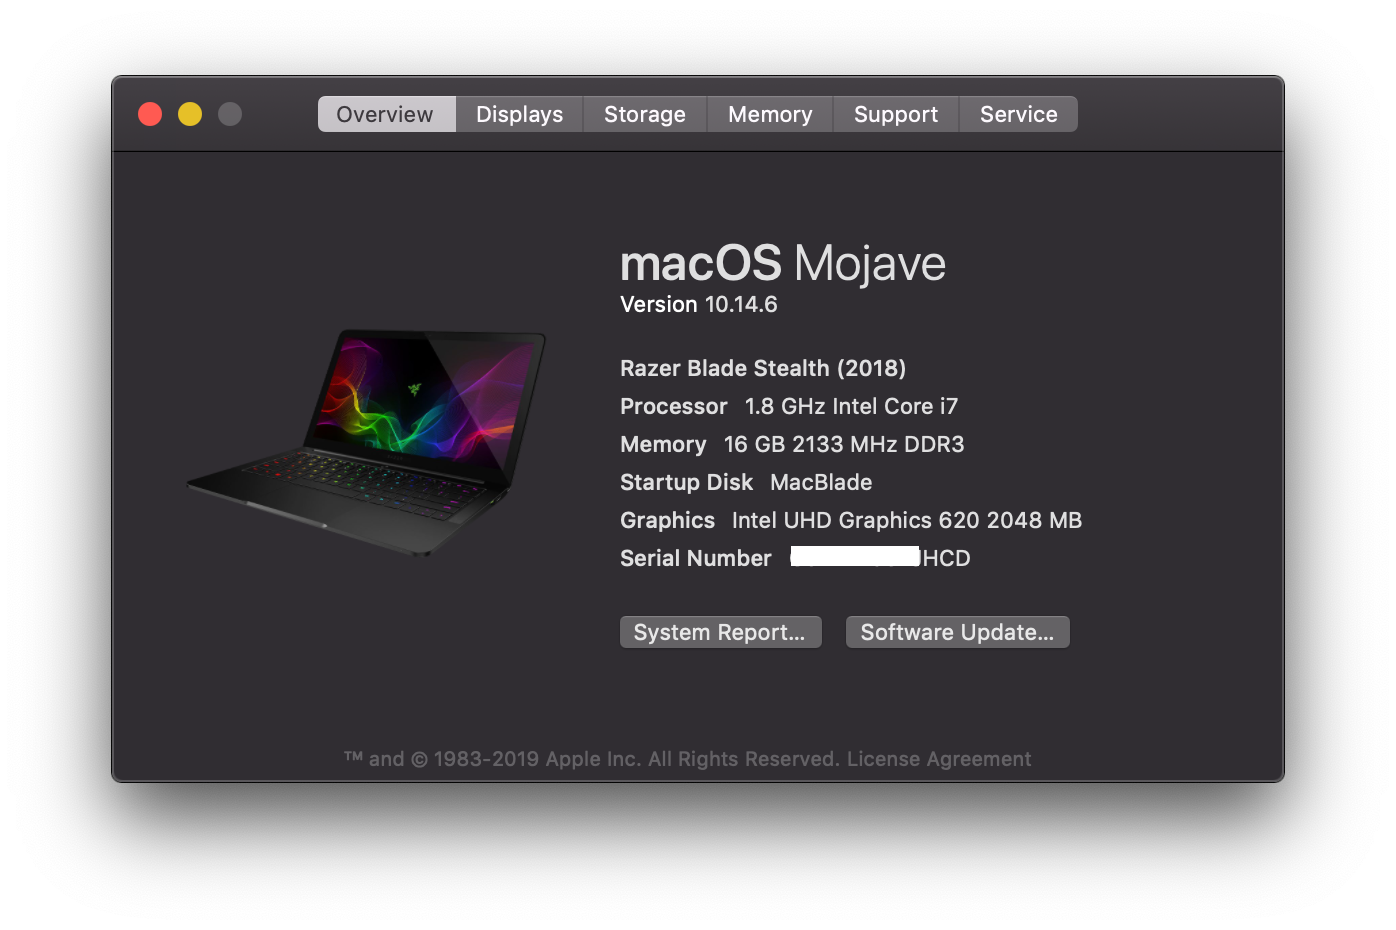 Overview Displays Storage Memory Support Service
macOS Mojave
Version 10.14.6
Razer Blade Stealth (2018)
Processor 1.8 GHz Intel Core i7
Memory 16 GB 2133 MHz DDR3
Startup Disk MacBlade
Graphics Intel UHD Graphics 620 2048 MB
Serial Number HCD
System Report... Software Update...
™ and © 1983-2019 Apple Inc. All Rights Reserved. License Agreement